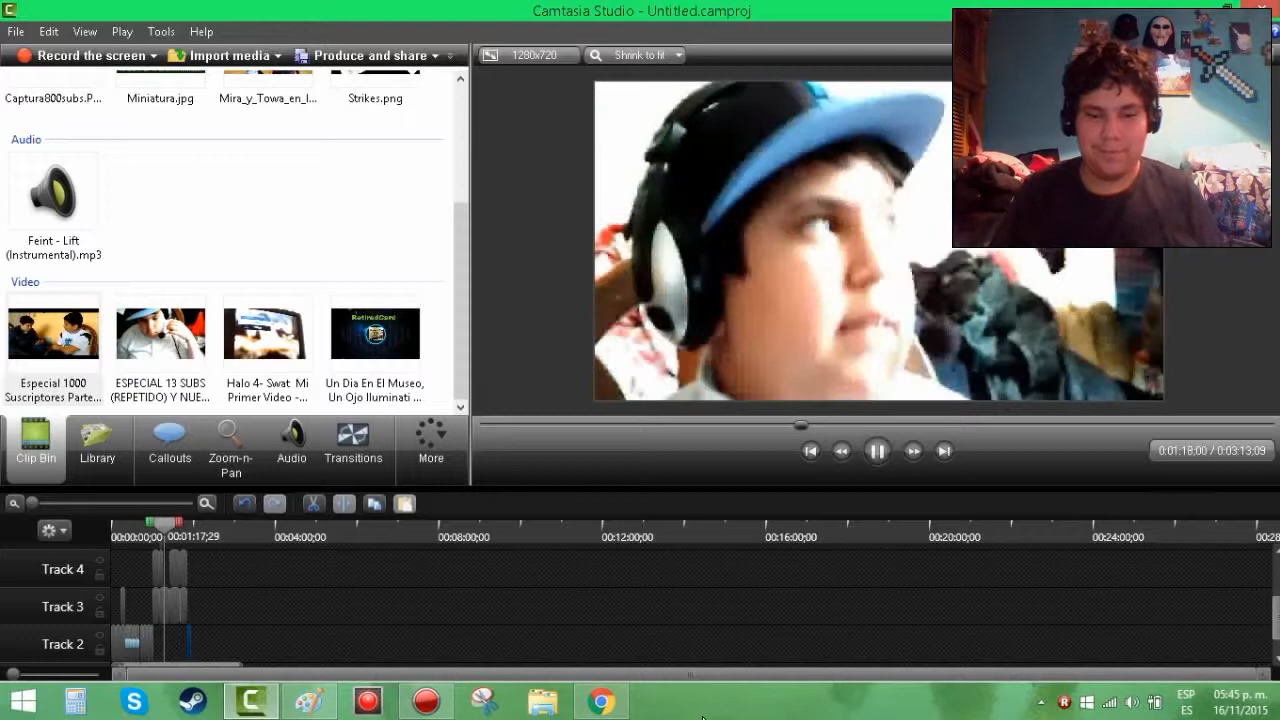 Camtasia Studio - Untitled.camproj
File Edit View Play Tools Help
Record the screen Import media Produce and share
1280x720 Shrink to fit
Captura800subs.P... Miniatura.jpg Mira_y_Towa_en_l... Strikes.png
Audio
Feint - Lift
(Instrumental).mp3
Video
RetiredCami
Especial 1000
Suscriptores Parte...
ESPECIAL 13 SUBS
(REPETIDO) Y NUE...
Halo 4- Swat Mi
Primer Video -...
Un Dia En El Museo,
Un Ojo Iluminati ...
Clip Bin Library Callouts Zoom-n-
Pan Audio Transitions More
0:01:18;00 / 0:03:13;09
00:00:00;00 00:01:17;29 00:04:00;00 00:08:00;00 00:12:00;00 00:16:00;00 00:20:00;00 00:24:00;00 00:28
Track 4
Track 3
Track 2
ESP
ES
05:45 p. m.
16/11/2015